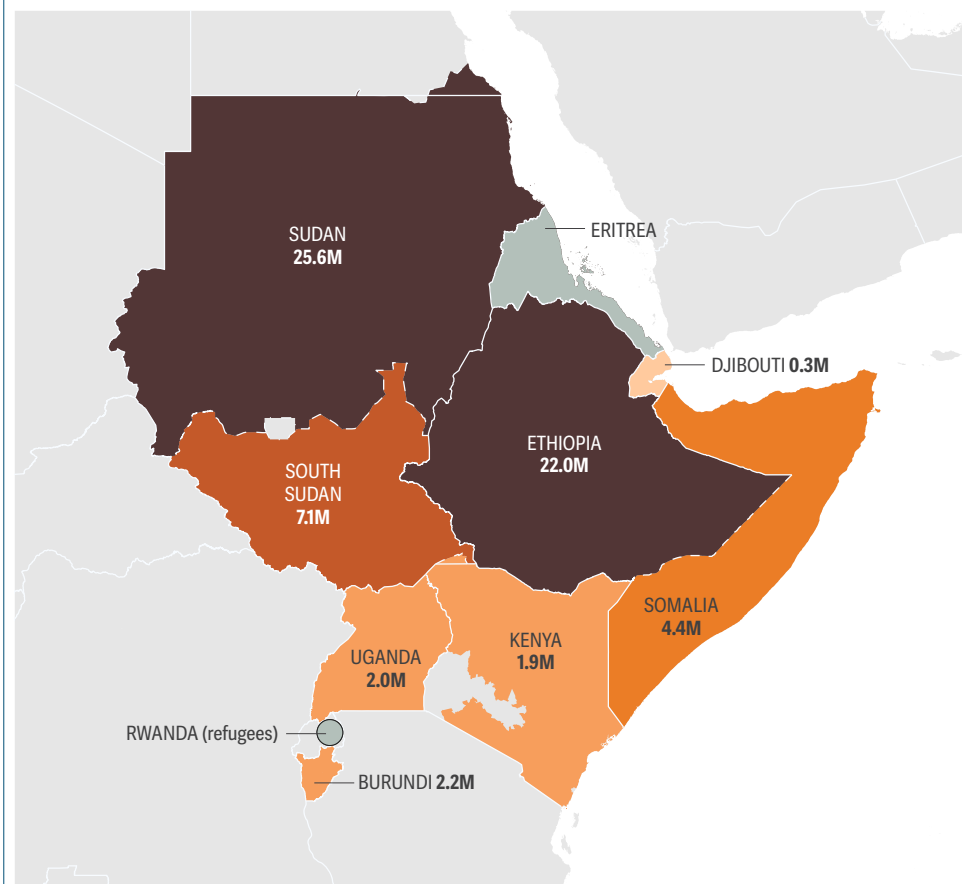 SUDAN
25.6M
ERITREA
DJIBOUTI 0.3M
ETHIOPIA
22.0M
SOUTH
SUDAN
7.1M
SOMALIA
4.4M
KENYA
1.9M
UGANDA
2.0M
RWANDA (refugees)
BURUNDI 2.2M